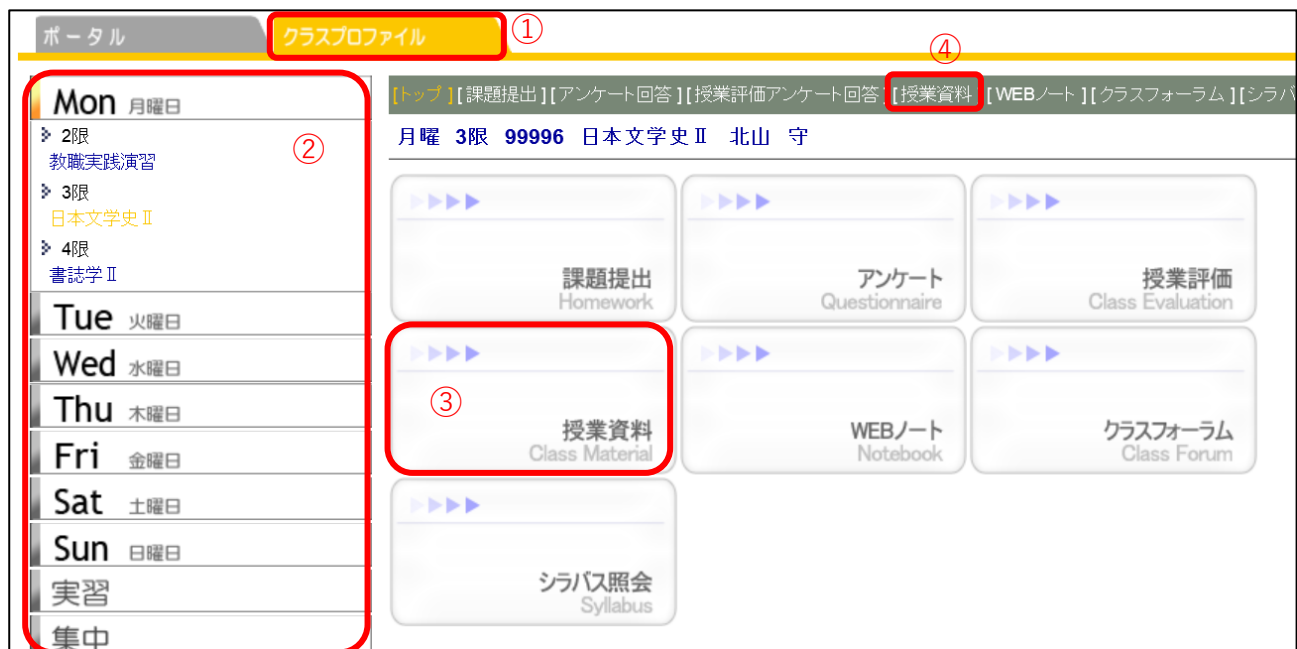 ポータル
クラスプロファイル
①
④
Mon 月曜日
②
2限
教職実践演習
3限
日本文学史Ⅱ
4限
書誌学Ⅱ
Tue 火曜日
Wed 水曜日
Thu 木曜日
Fri 金曜日
Sat 土曜日
Sun 日曜日
実習
集中
[トップ][課題提出][アンケート回答][授業評価アンケート回答][授業資料][WEBノート][クラスフォーラム][シラバ
月曜 3限 99996 日本文学史Ⅱ 北山 守
課題提出
Homework
アンケート
Questionnaire
授業評価
Class Evaluation
③
授業資料
Class Material
WEBノート
Notebook
クラスフォーラム
Class Forum
シラバス照会
Syllabus